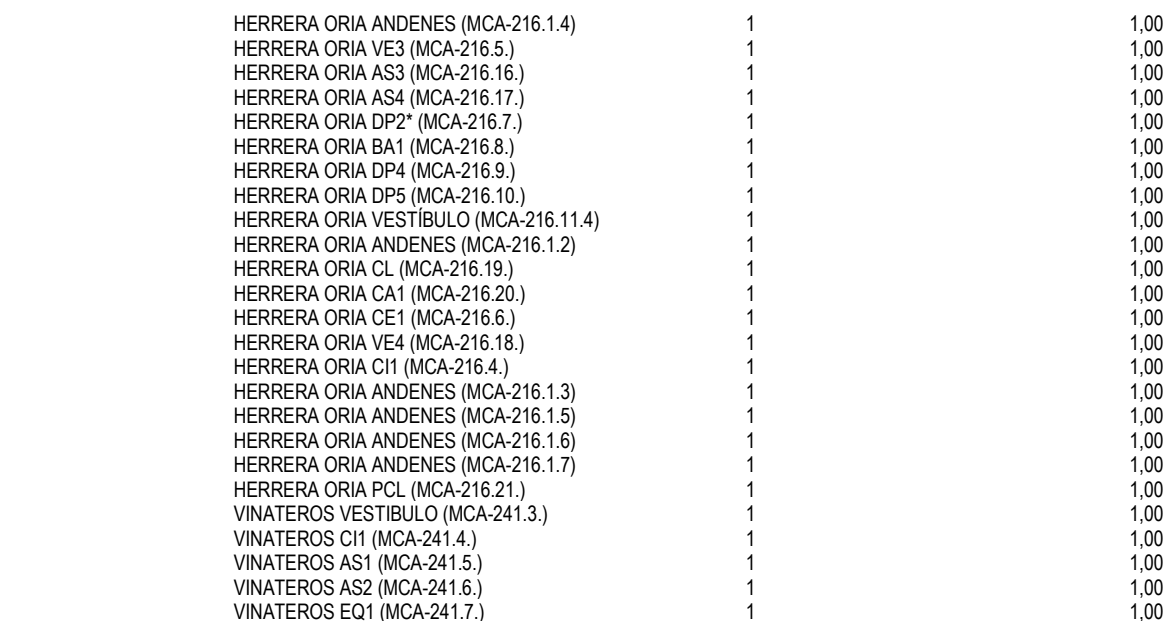 HERRERA ORIA ANDENES (MCA-216.1.4) 1 1,00
HERRERA ORIA VE3 (MCA-216.5.) 1 1,00
HERRERA ORIA AS3 (MCA-216.16.) 1 1,00
HERRERA ORIA AS4 (MCA-216.17.) 1 1,00
HERRERA ORIA DP2* (MCA-216.7.) 1 1,00
HERRERA ORIA BA1 (MCA-216.8.) 1 1,00
HERRERA ORIA DP4 (MCA-216.9.) 1 1,00
HERRERA ORIA DP5 (MCA-216.10.) 1 1,00
HERRERA ORIA VESTÍBULO (MCA-216.11.4) 1 1,00
HERRERA ORIA ANDENES (MCA-216.1.2) 1 1,00
HERRERA ORIA CL (MCA-216.19.) 1 1,00
HERRERA ORIA CA1 (MCA-216.20.) 1 1,00
HERRERA ORIA CE1 (MCA-216.6.) 1 1,00
HERRERA ORIA VE4 (MCA-216.18.) 1 1,00
HERRERA ORIA CI1 (MCA-216.4.) 1 1,00
HERRERA ORIA ANDENES (MCA-216.1.3) 1 1,00
HERRERA ORIA ANDENES (MCA-216.1.5) 1 1,00
HERRERA ORIA ANDENES (MCA-216.1.6) 1 1,00
HERRERA ORIA ANDENES (MCA-216.1.7) 1 1,00
HERRERA ORIA PCL (MCA-216.21.) 1 1,00
VINATEROS VESTIBULO (MCA-241.3.) 1 1,00
VINATEROS CI1 (MCA-241.4.) 1 1,00
VINATEROS AS1 (MCA-241.5.) 1 1,00
VINATEROS AS2 (MCA-241.6.) 1 1,00
VINATEROS EQ1 (MCA-241.7.) 1 1,00